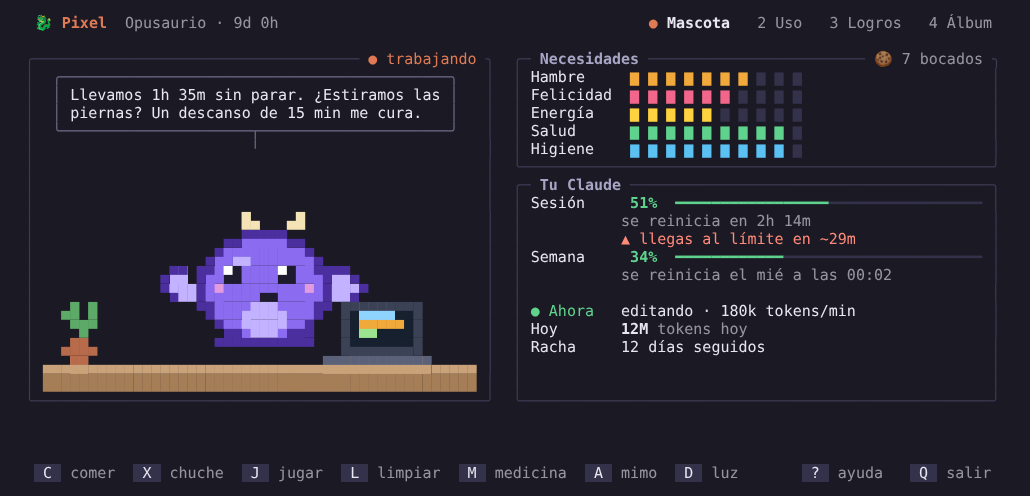 🐉 Pixel Opusaurio · 9d 0h
● Mascota 2 Uso 3 Logros 4 Álbum
● trabajando
Llevamos 1h 35m sin parar. ¿Estiramos las
piernas? Un descanso de 15 min me cura.
Necesidades 🍪 7 bocados
Hambre
Felicidad
Energía
Salud
Higiene
Tu Claude
Sesión 51%
se reinicia en 2h 14m
▲ llegas al límite en ~29m
Semana 34%
se reinicia el mié a las 00:02
● Ahora editando · 180k tokens/min
Hoy 12M tokens hoy
Racha 12 días seguidos
C comer X chuche J jugar L limpiar M medicina A mimo D luz ? ayuda Q salir